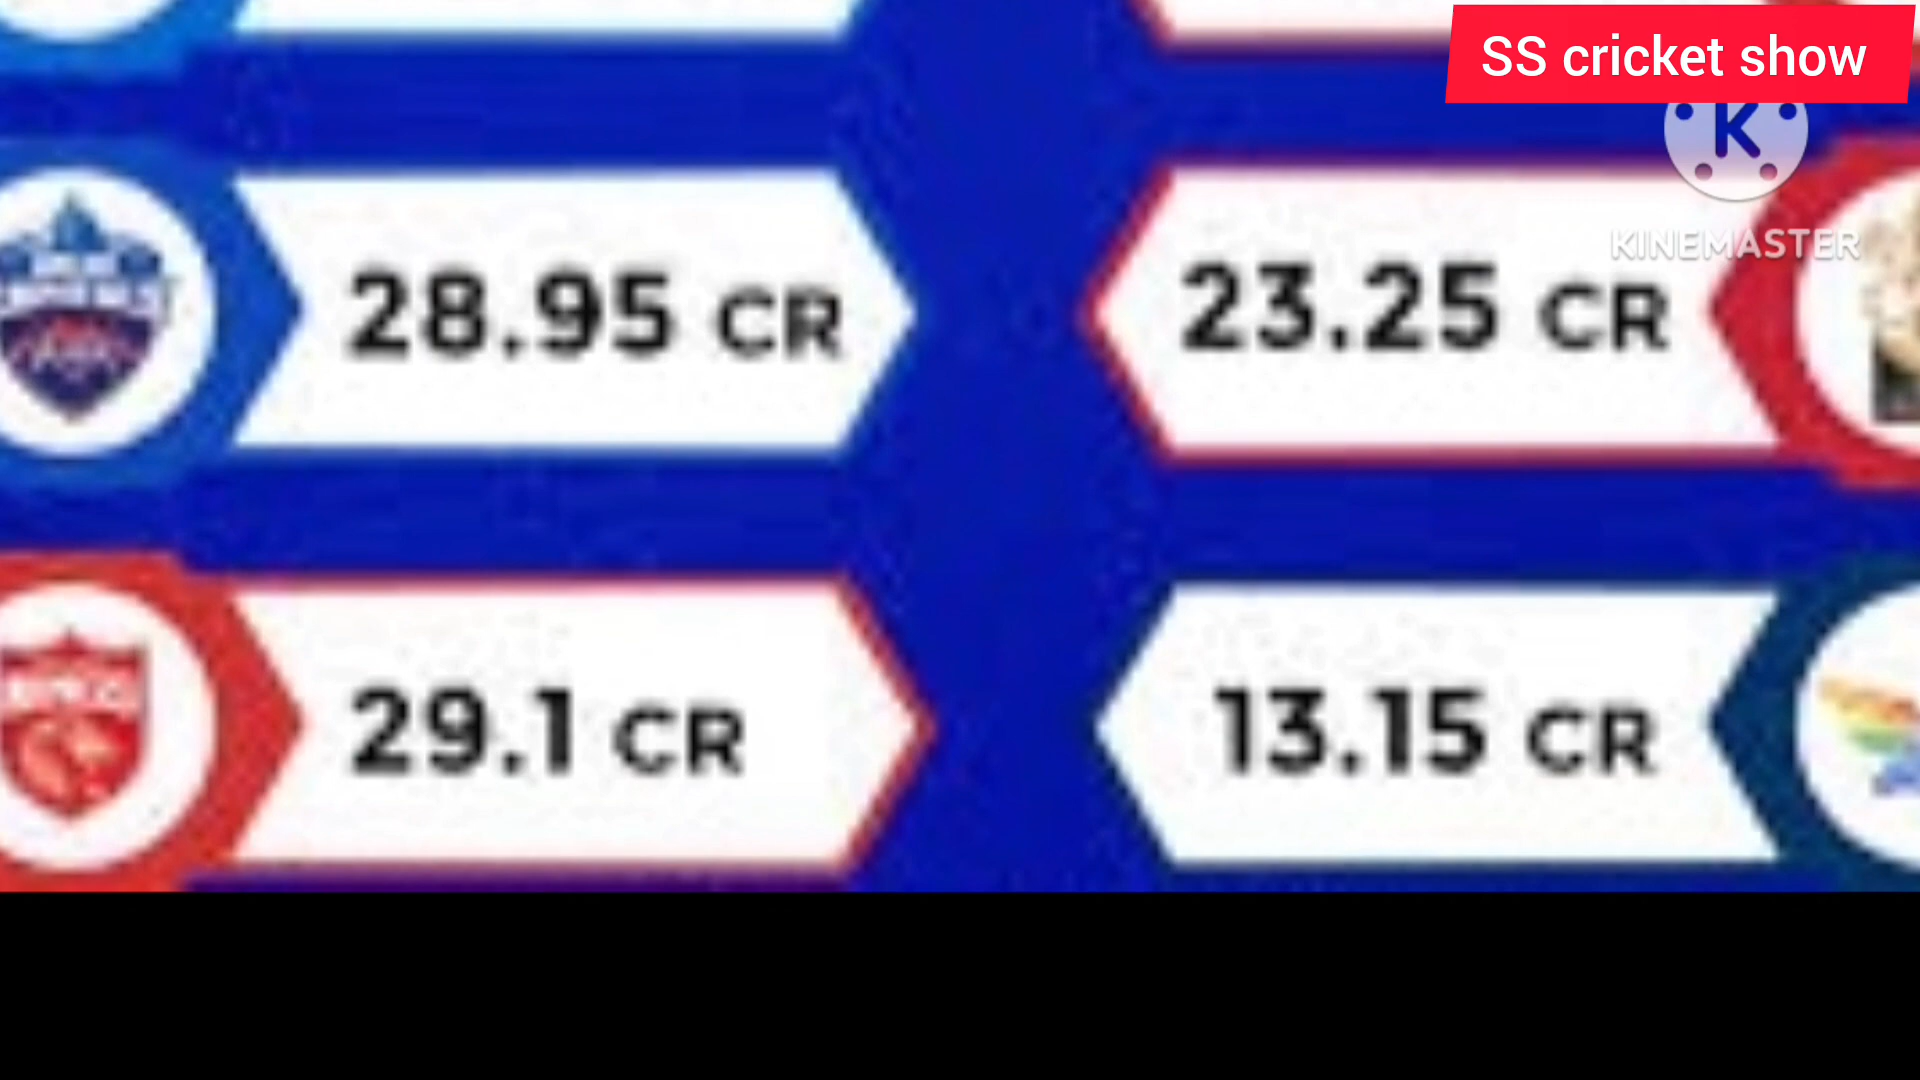 SS cricket show
K
KINEMASTER
28.95 CR
23.25 CR
29.1 CR
13.15 CR